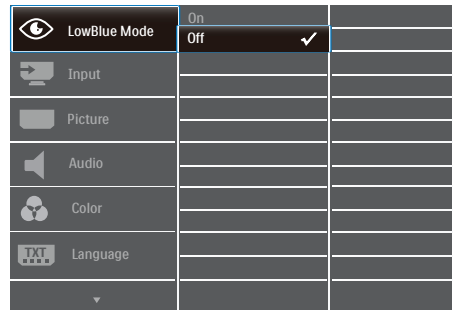 LowBlue Mode
On
Off
Input
Picture
Audio
Color
TXT
Language